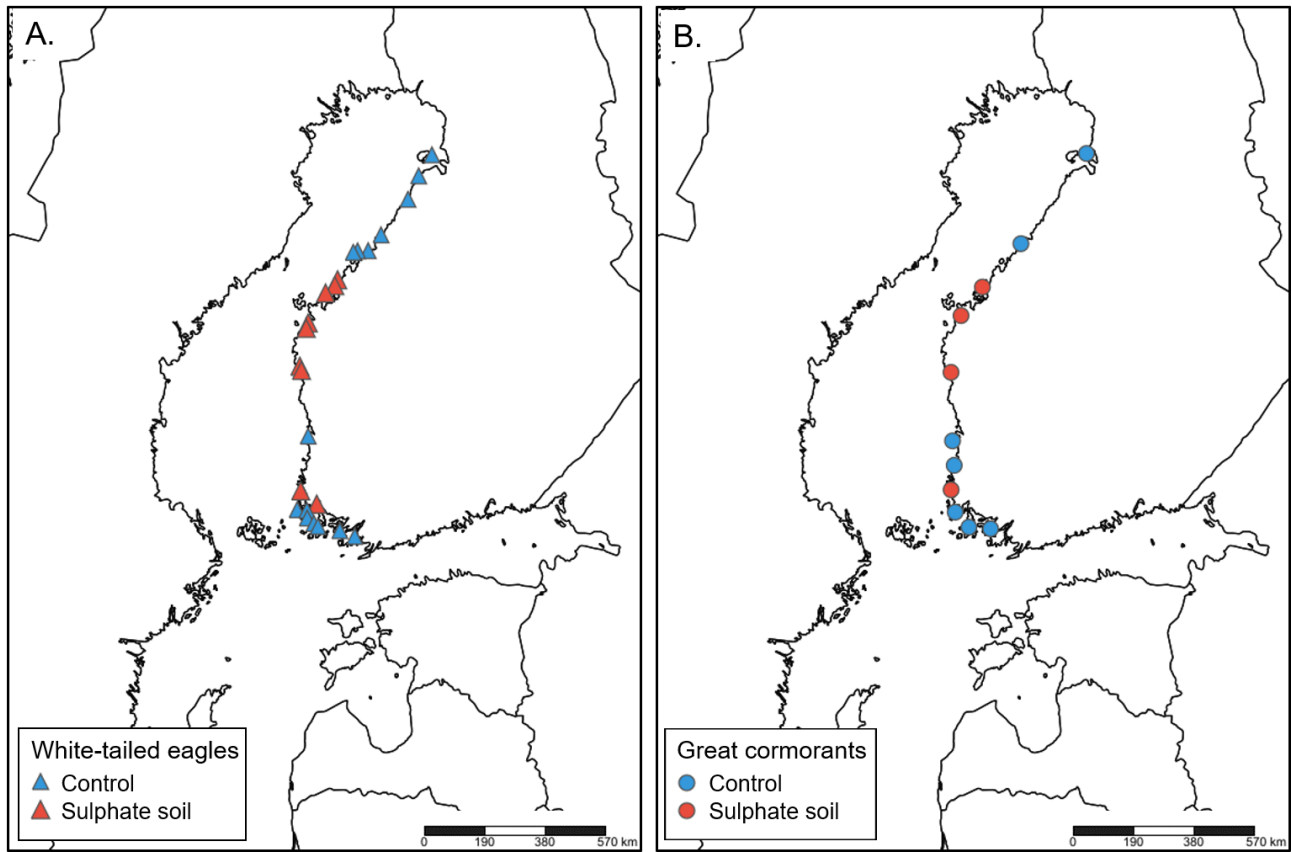 A.
White-tailed eagles
Control
Sulphate soil
0 190 380 570 km
B.
Great cormorants
Control
Sulphate soil
0 190 380 570 km